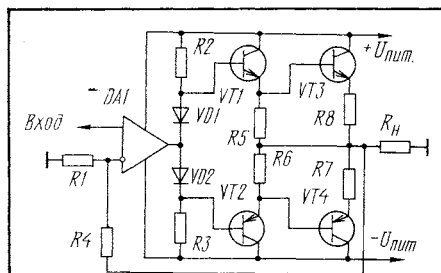 R2
+Uпит.
DA1
VT1
VT3
Вход
VD1
R5
R8
Rн
R1
R6
VD2
R7
R4
VT2
VT4
R3
-Uпит